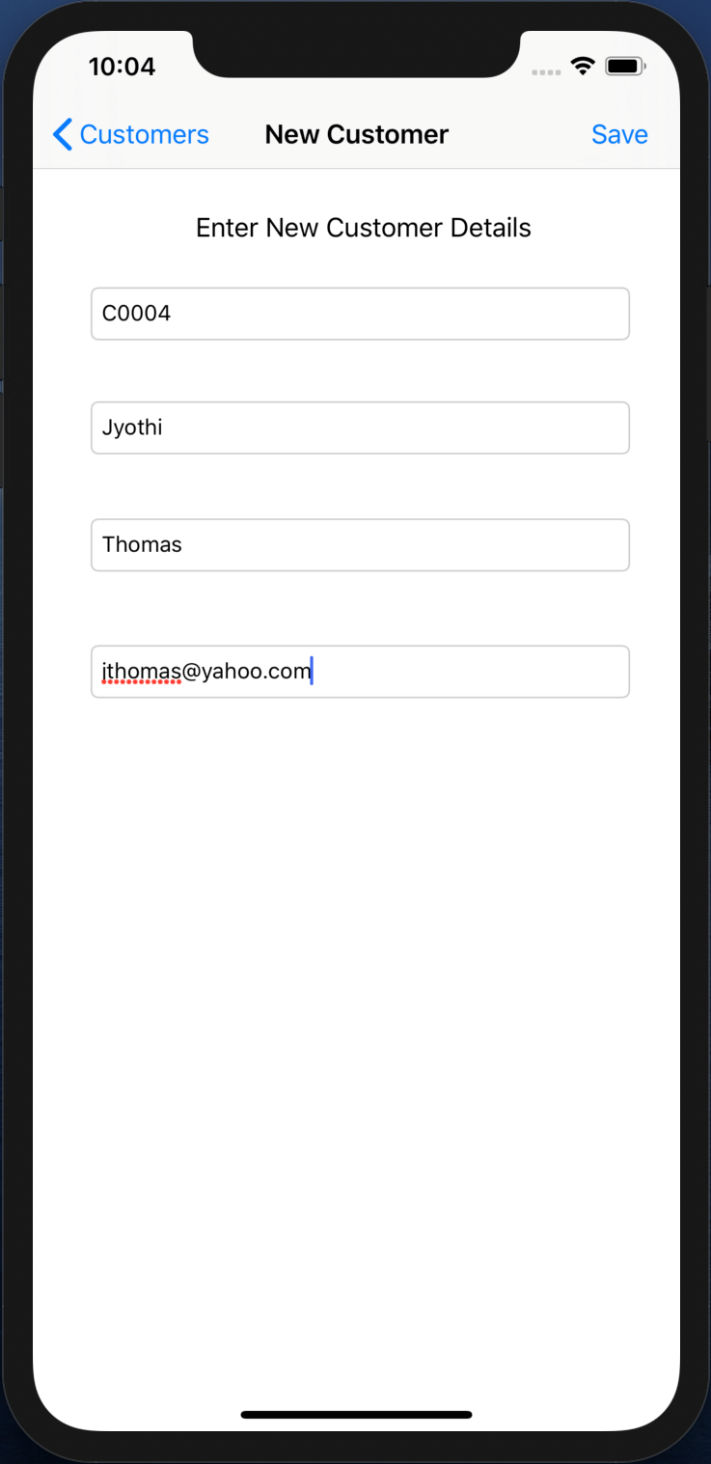 10:04
Customers New Customer Save
Enter New Customer Details
C0004
Jyothi
Thomas
jthomas@yahoo.com